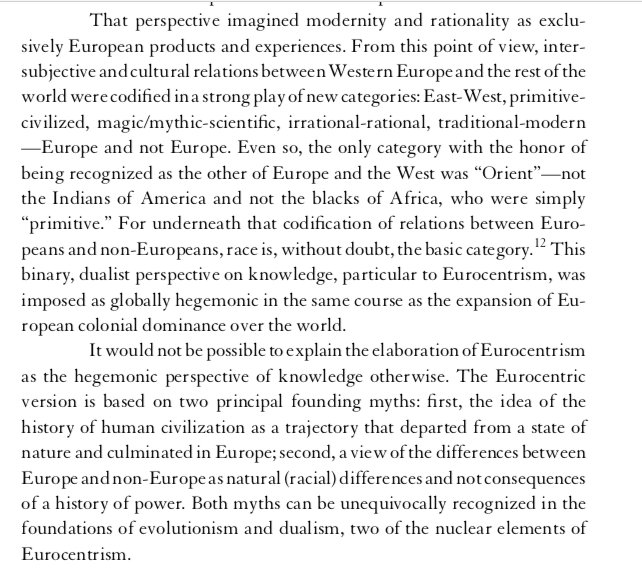 That perspective imagined modernity and rationality as exclu-
sively European products and experiences. From this point of view, inter-
subjective and cultural relations between Western Europe and the rest of the
world were codified in a strong play of new categories: East-West, primitive-
civilized, magic/mythic-scientific, irrational-rational, traditional-modern
—Europe and not Europe. Even so, the only category with the honor of
being recognized as the other of Europe and the West was “Orient”—not
the Indians of America and not the blacks of Africa, who were simply
“primitive.” For underneath that codification of relations between Euro-
peans and non-Europeans, race is, without doubt, the basic category.12 This
binary, dualist perspective on knowledge, particular to Eurocentrism, was
imposed as globally hegemonic in the same course as the expansion of Eu-
ropean colonial dominance over the world.
It would not be possible to explain the elaboration of Eurocentrism
as the hegemonic perspective of knowledge otherwise. The Eurocentric
version is based on two principal founding myths: first, the idea of the
history of human civilization as a trajectory that departed from a state of
nature and culminated in Europe; second, a view of the differences between
Europe and non-Europe as natural (racial) differences and not consequences
of a history of power. Both myths can be unequivocally recognized in the
foundations of evolutionism and dualism, two of the nuclear elements of
Eurocentrism.